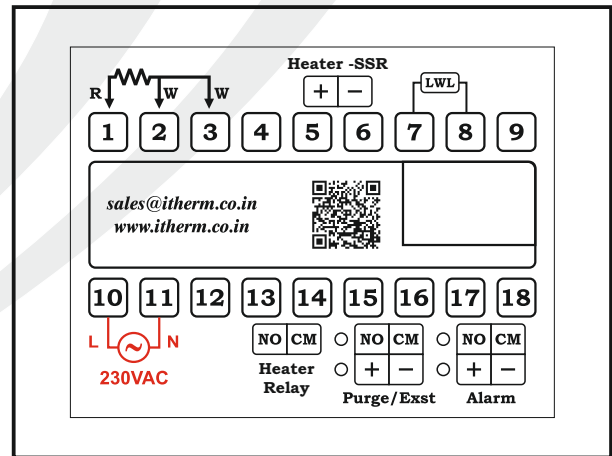 Heater -SSR
R W W + − LWL
1 2 3 4 5 6 7 8 9
sales@itherm.co.in
www.itherm.co.in
10 11 12 13 14 15 16 17 18
L ~ N NO CM NO CM NO CM
230VAC Heater + − + −
Relay Purge/Exst Alarm